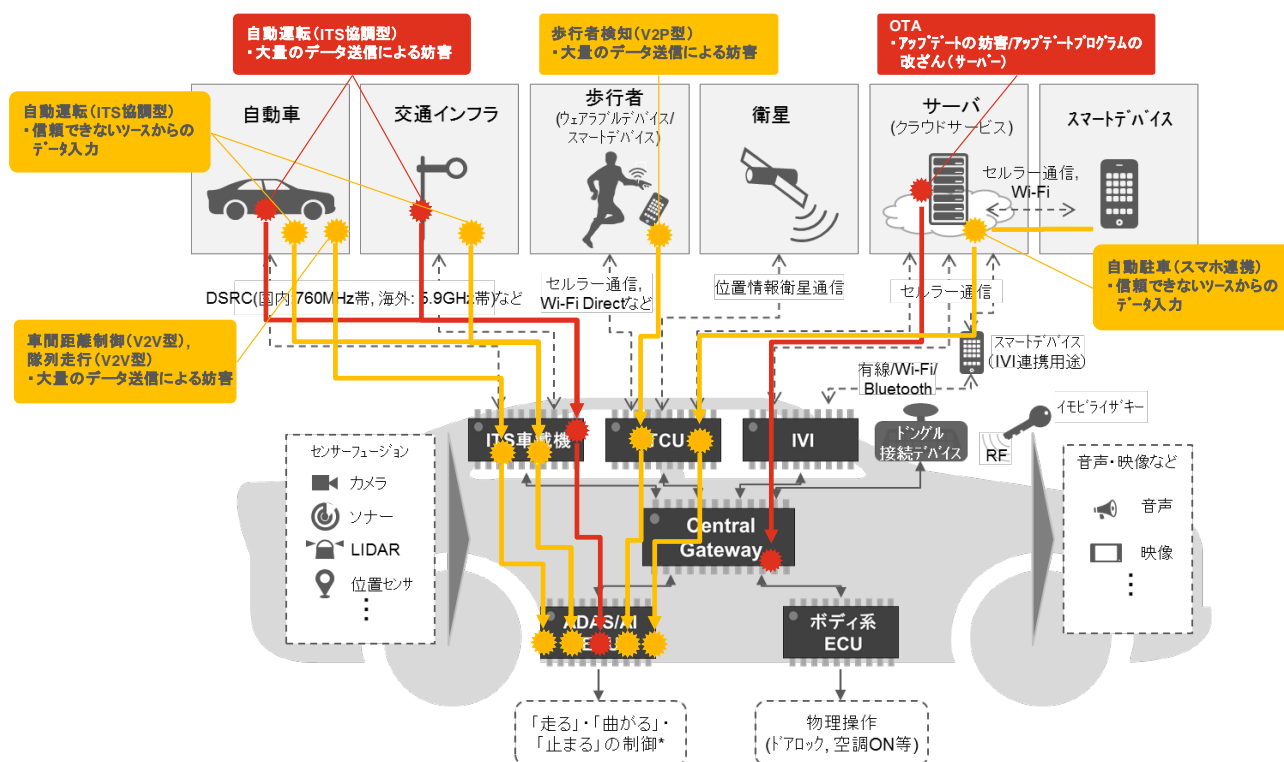 自動運転(ITS協調型)
・大量のデータ送信による妨害
歩行者検知(V2P型)
・大量のデータ送信による妨害
OTA
・アップデートの妨害/アップデートプログラムの
改ざん(サーバー)
自動運転(ITS協調型)
・信頼できないソースからの
データ入力
自動車
交通インフラ
歩行者
(ウェアラブルデバイス/
スマートデバイス)
衛星
サーバ
(クラウドサービス)
スマートデバイス
セルラー通信,
Wi-Fi
自動駐車(スマホ連携)
・信頼できないソースからの
データ入力
DSRC(国内:760MHz帯, 海外: 5.9GHz帯)など
セルラー通信,
Wi-Fi Directなど
位置情報衛星通信
セルラー通信
車間距離制御(V2V型),
隊列走行(V2V型)
・大量のデータ送信による妨害
スマートデバイス
(IVI連携用途)
有線/Wi-Fi/
Bluetooth
イモビライザキー
RF
ITS車載機
TCU
IVI
ドングル
接続デバイス
センサーフュージョン
カメラ
ソナー
LIDAR
位置センサ
Central
Gateway
音声・映像など
音声
映像
ADAS/AI
ECU
ボディ系
ECU
「走る」・「曲がる」・
「止まる」の制御*
物理操作
(ドアロック, 空調ON等)